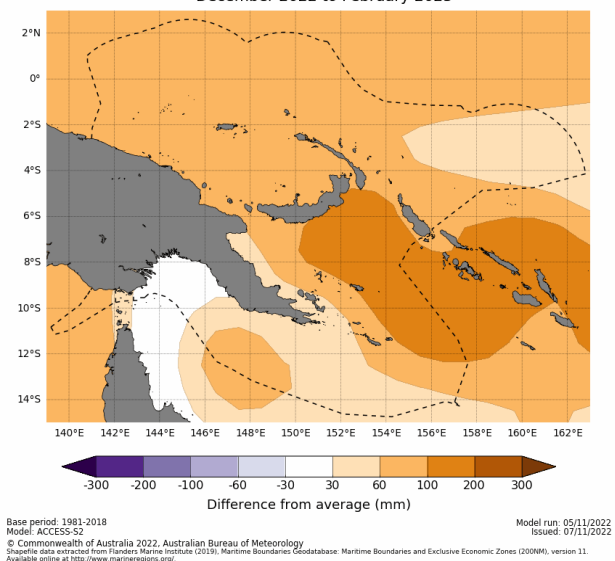 December 2022 to February 2023
2°N
0°
2°S
4°S
6°S
8°S
10°S
12°S
14°S
140°E 142°E 144°E 146°E 148°E 150°E 152°E 154°E 156°E 158°E 160°E 162°E
-300 -200 -100 -60 -30 30 60 100 200 300
Difference from average (mm)
Base period: 1981-2018
Model: ACCESS-S2
Model run: 05/11/2022
Issued: 07/11/2022
© Commonwealth of Australia 2022, Australian Bureau of Meteorology
Shapefile data extracted from Flanders Marine Institute (2019), Maritime Boundaries Geodatabase: Maritime Boundaries and Exclusive Economic Zones (200NM), version 11.
Available online at http://www.marineregions.org/.